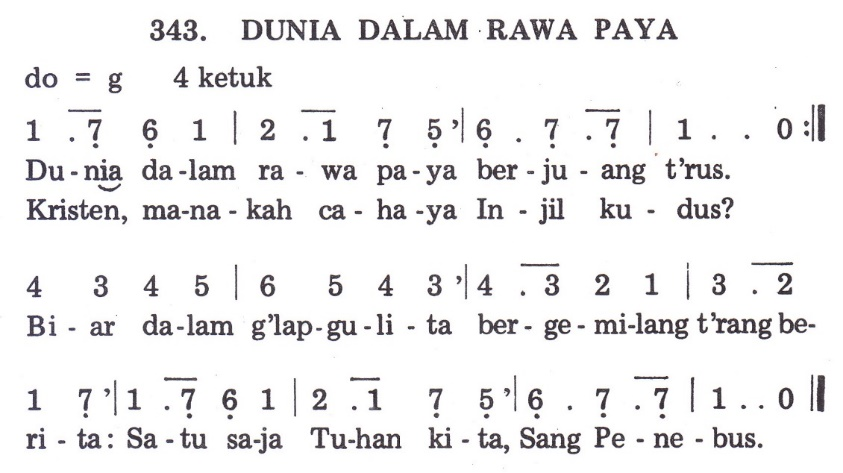 343. DUNIA DALAM RAWA PAYA
do = g 4 ketuk
1 .7̣ 6̣ 1 | 2 .1 7̣ 5̣ ’| 6̣ . 7̣ .7̣ | 1 . . 0 :||
Du - nia da -lam ra - wa pa - ya ber - ju - ang t’rus.
Kristen, ma-na - kah ca - ha -ya In - jil ku - dus?
4 3 4 5 | 6 5 4 3 ’| 4 .3 2 1 | 3 .2
Bi - ar da-lam g’lap-gu-li - ta ber - ge - mi-lang t’rang be-
1 7̣ ’| 1 .7̣ 6̣ 1 | 2 .1 7̣ 5̣ ’| 6̣ . 7̣ .7̣ | 1 . . 0 ||
ri - ta: Sa - tu sa-ja Tu-han ki - ta, Sang Pe - ne - bus.